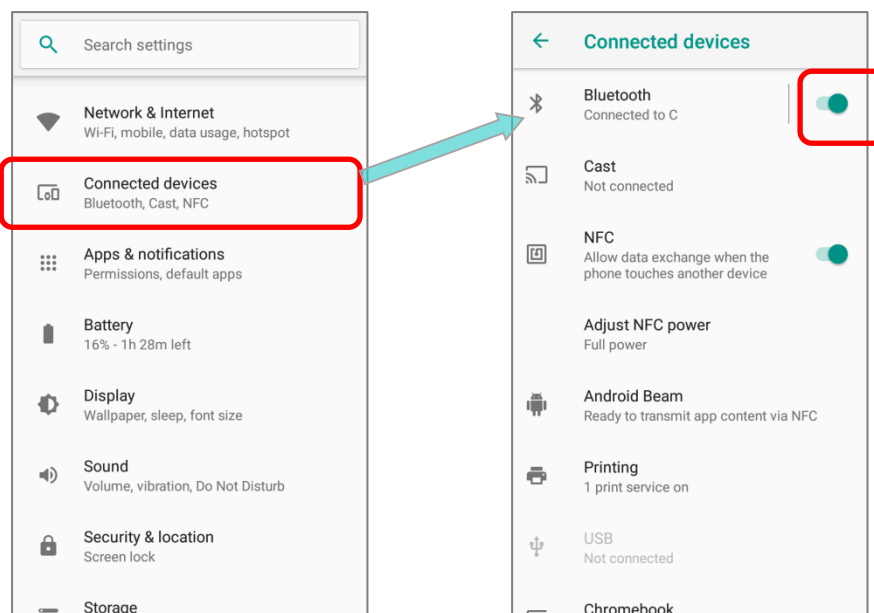 Search settings
Network & Internet
Wi-Fi, mobile, data usage, hotspot
Connected devices
Bluetooth, Cast, NFC
Apps & notifications
Permissions, default apps
Battery
16% - 1h 28m left
Display
Wallpaper, sleep, font size
Sound
Volume, vibration, Do Not Disturb
Security & location
Screen lock
Storage
Connected devices
Bluetooth
Connected to C
Cast
Not connected
NFC
Allow data exchange when the
phone touches another device
Adjust NFC power
Full power
Android Beam
Ready to transmit app content via NFC
Printing
1 print service on
USB
Not connected
Chromebook